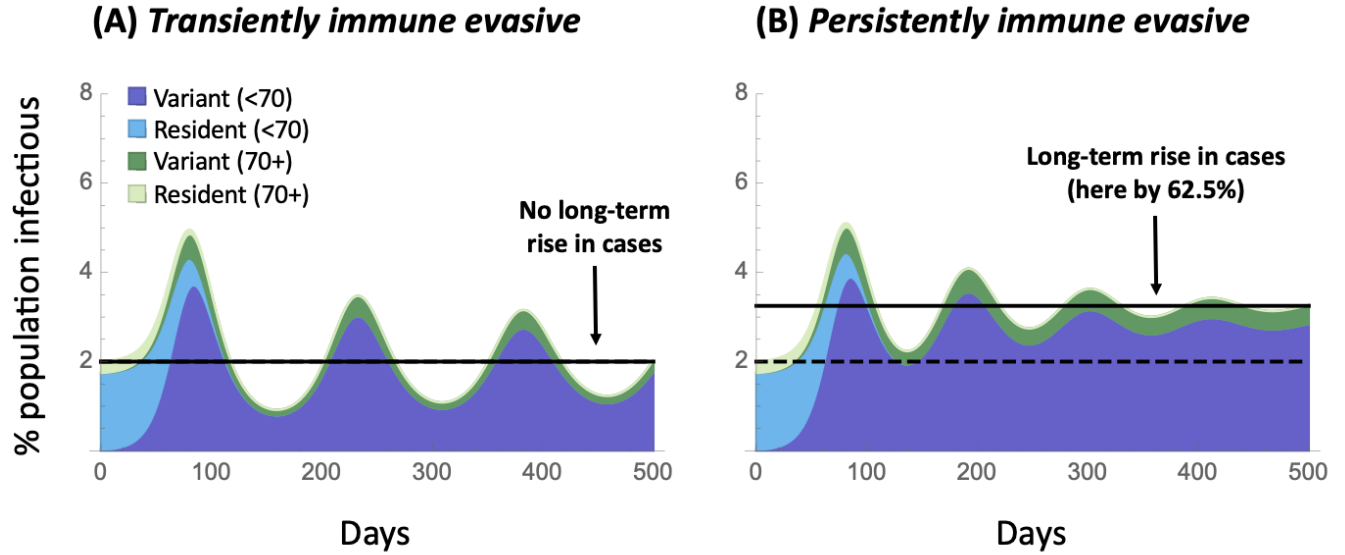 (A) Transiently immune evasive
(B) Persistently immune evasive
% population infectious
8
6
4
2
Variant (<70)
Resident (<70)
Variant (70+)
Resident (70+)
No long-term
rise in cases
0
100
200
300
400
500
Days
8
6
4
2
Long-term rise in cases
(here by 62.5%)
0
100
200
300
400
500
Days